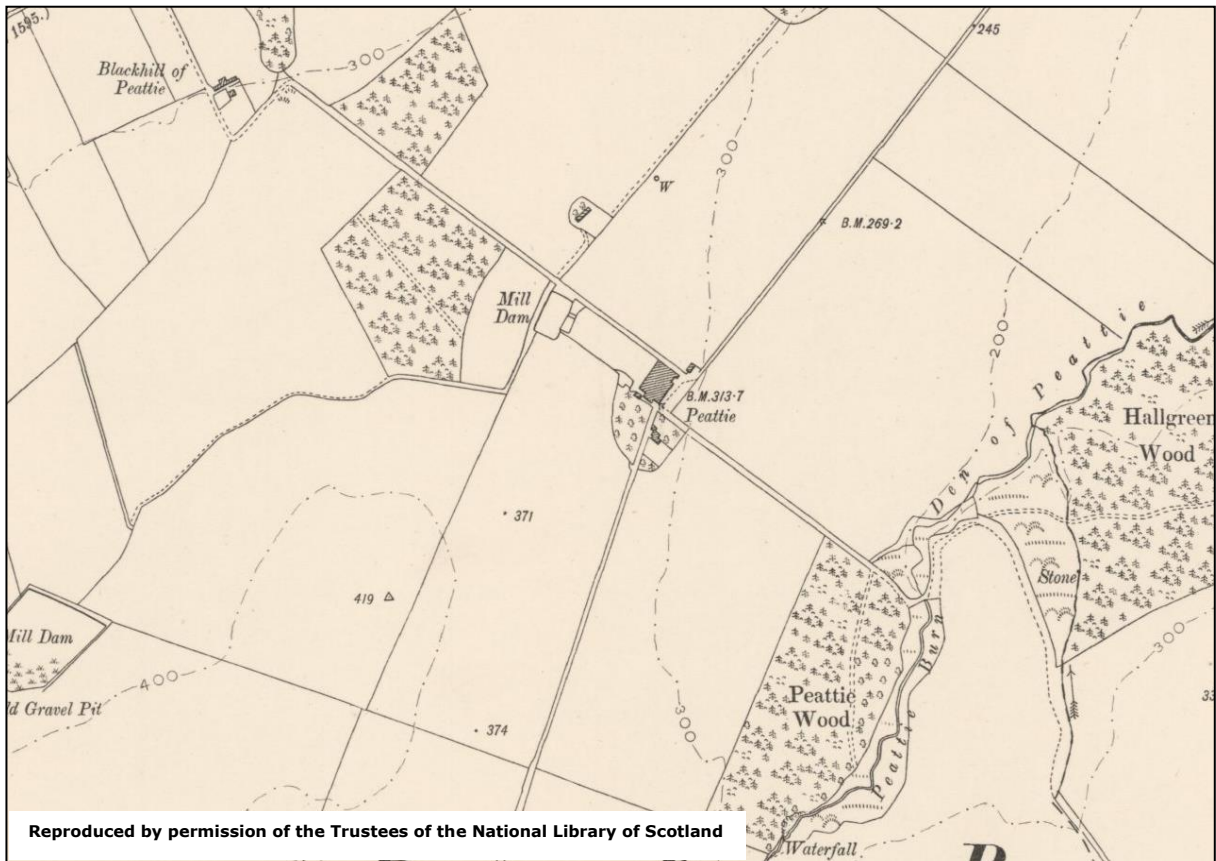 1595.)
245
Blackhill of
Peattie
300
300
W
B.M.269·2
Mill
Dam
200
Den of Peattie
B.M.313·7
Peattie
Hallgreen
Wood
371
Stone
419
Mill Dam
300
400
Peattie Burn
Peattie
Wood
300
374
Gravel Pit
Waterfall
Reproduced by permission of the Trustees of the National Library of Scotland